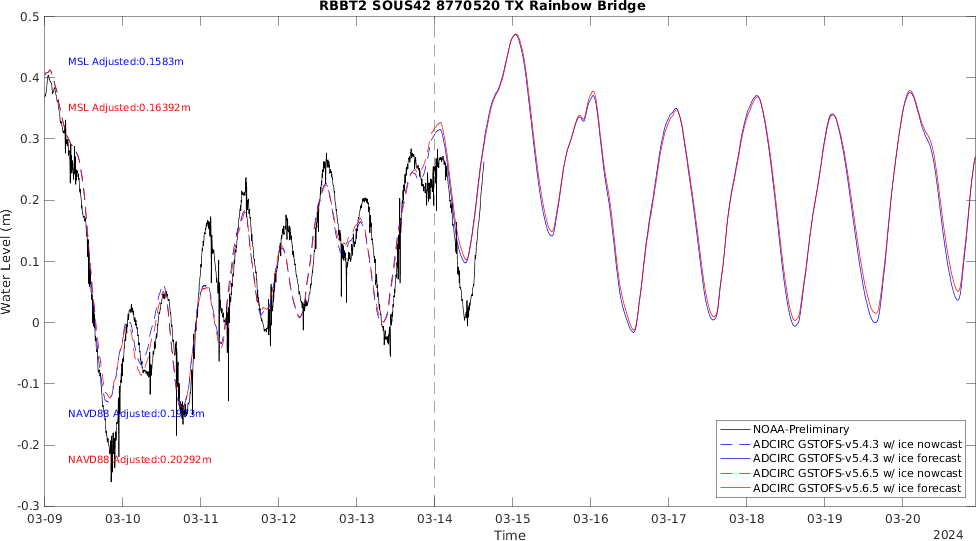 RBBT2 SOUS42 8770520 TX Rainbow Bridge
0.5
0.4
0.3
0.2
0.1
0
-0.1
-0.2
-0.3
Water Level (m)
MSL Adjusted:0.1583m
MSL Adjusted:0.16392m
NAVD88 Adjusted:0.1973m
NAVD88 Adjusted:0.20292m
NOAA-Preliminary
ADCIRC GSTOFS-v5.4.3 w/ ice nowcast
ADCIRC GSTOFS-v5.4.3 w/ ice forecast
ADCIRC GSTOFS-v5.6.5 w/ ice nowcast
ADCIRC GSTOFS-v5.6.5 w/ ice forecast
03-09 03-10 03-11 03-12 03-13 03-14 03-15 03-16 03-17 03-18 03-19 03-20
Time
2024